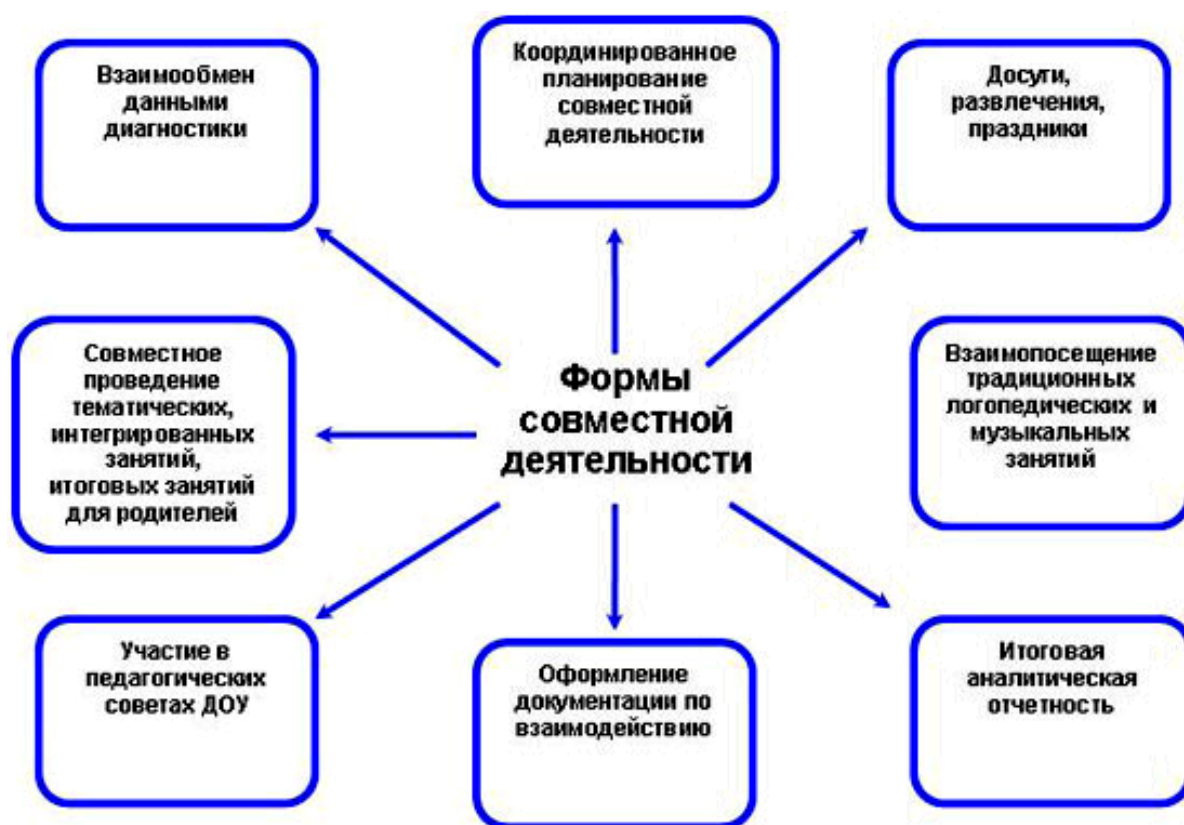 Взаимообмен
данными
диагностики
Координированное
планирование
совместной
деятельности
Досуги,
развлечения,
праздники
Совместное
проведение
тематических,
интегрированных
занятий,
итоговых занятий
для родителей
Формы
совместной
деятельности
Взаимопосещение
традиционных
логопедических и
музыкальных
занятий
Участие в
педагогических
советах ДОУ
Оформление
документации по
взаимодействию
Итоговая
аналитическая
отчетность